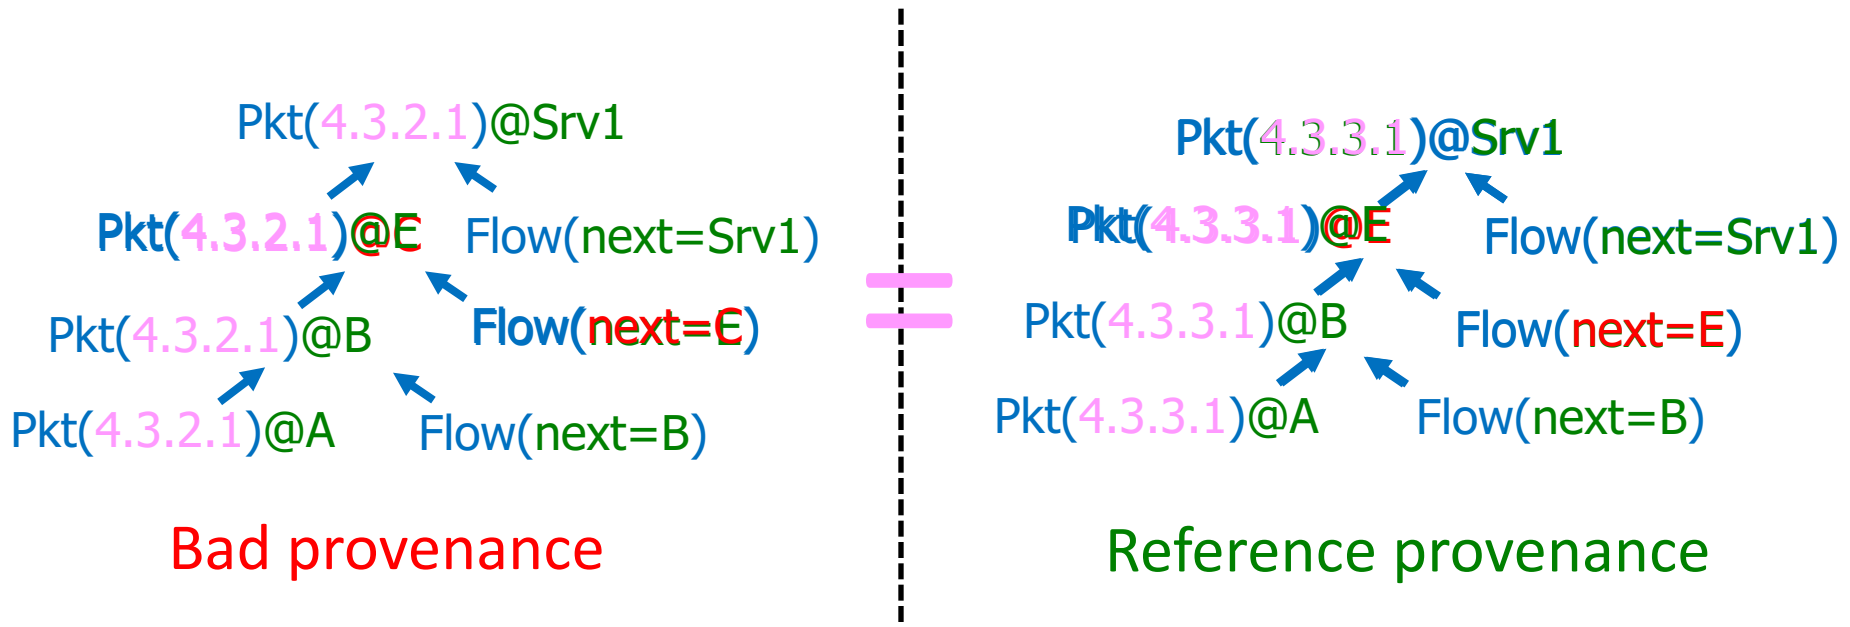 Pkt(4.3.2.1)@Srv1
Pkt(4.3.2.1)@
Flow(next=Srv1)
Pkt(4.3.2.1)@B
Flow(next=
Pkt(4.3.2.1)@A
Flow(next=B)
Bad provenance
=
Pkt(4.3.3.1)@Srv1
Pkt(4.3.3.1)@E
Flow(next=Srv1)
Pkt(4.3.3.1)@B
Flow(next=E)
Pkt(4.3.3.1)@A
Flow(next=B)
Reference provenance